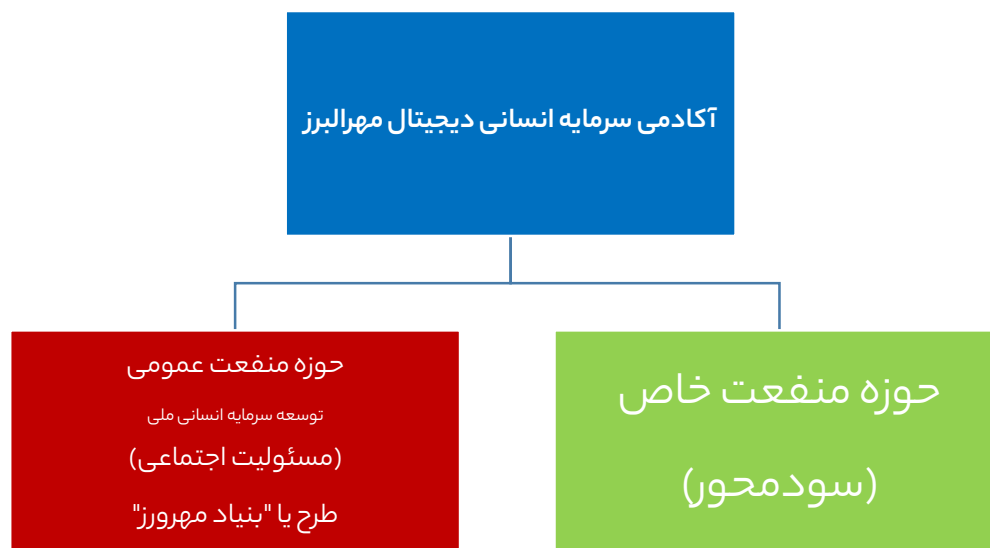 آکادمی سرمایه انسانی دیجیتال مهرالبرز
حوزه منفعت خاص
(سودمحور)
حوزه منفعت عمومی
توسعه سرمایه انسانی ملی
(مسئولیت اجتماعی)
طرح یا "بنیاد مهرورز"